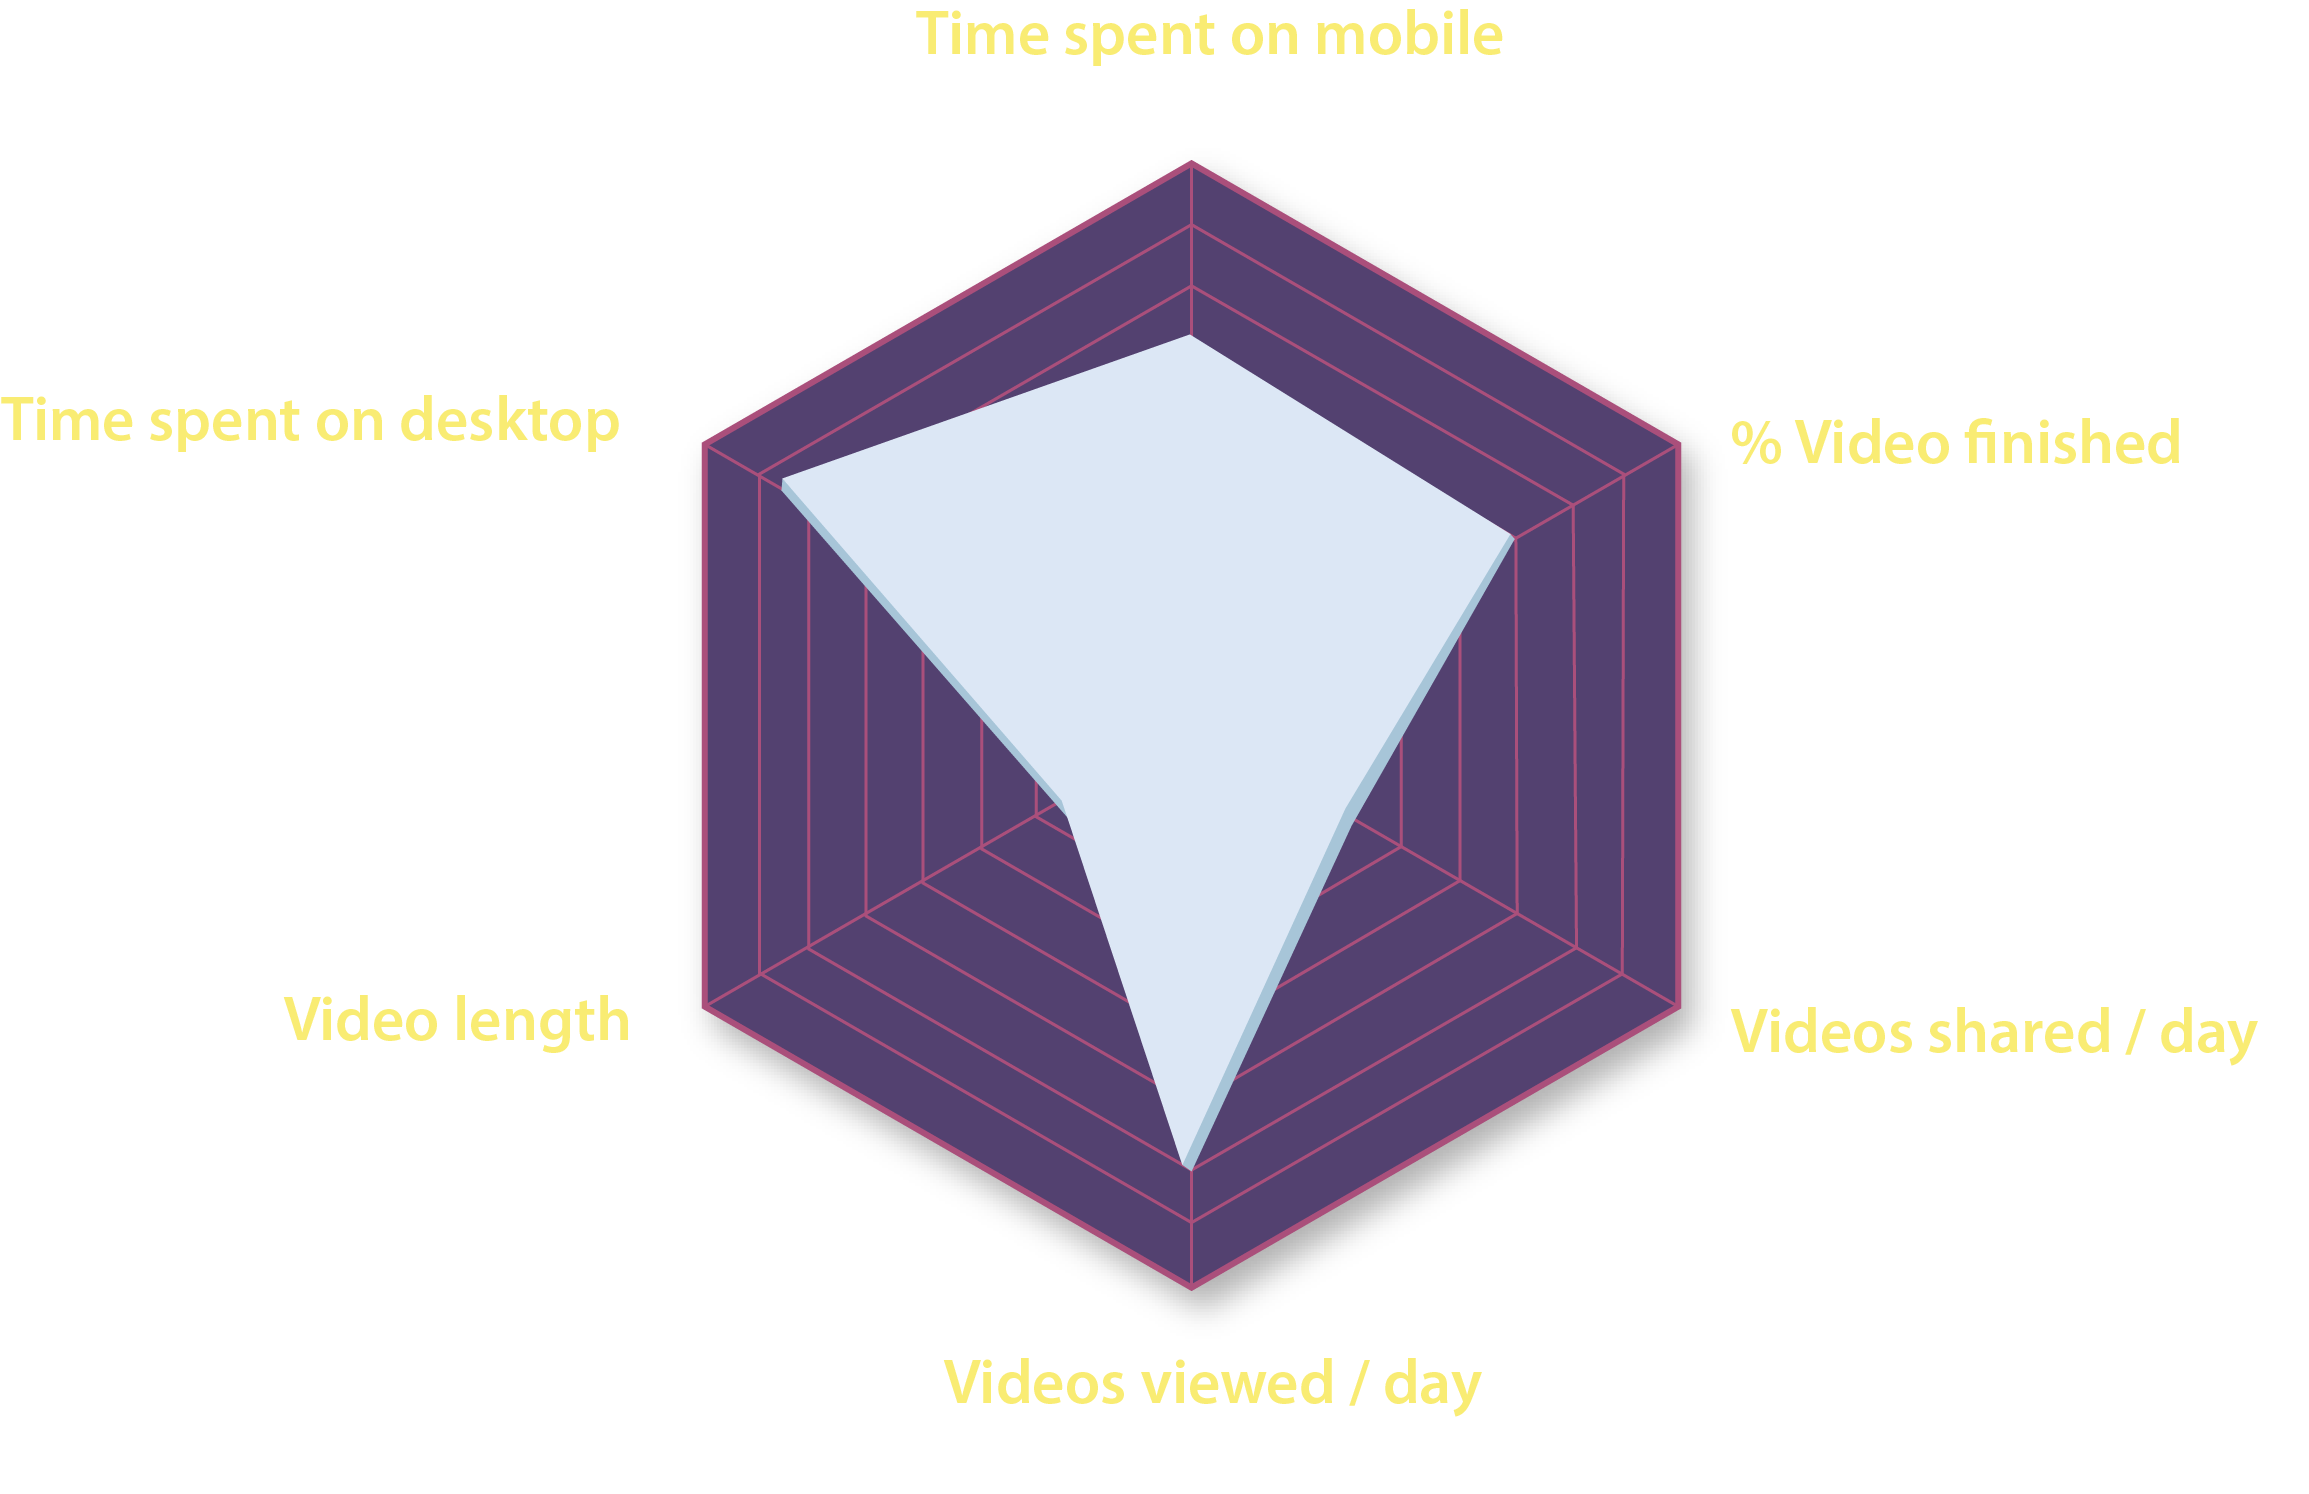 Time spent on mobile
Time spent on desktop
% Video finished
Video length
Videos shared / day
Videos viewed / day